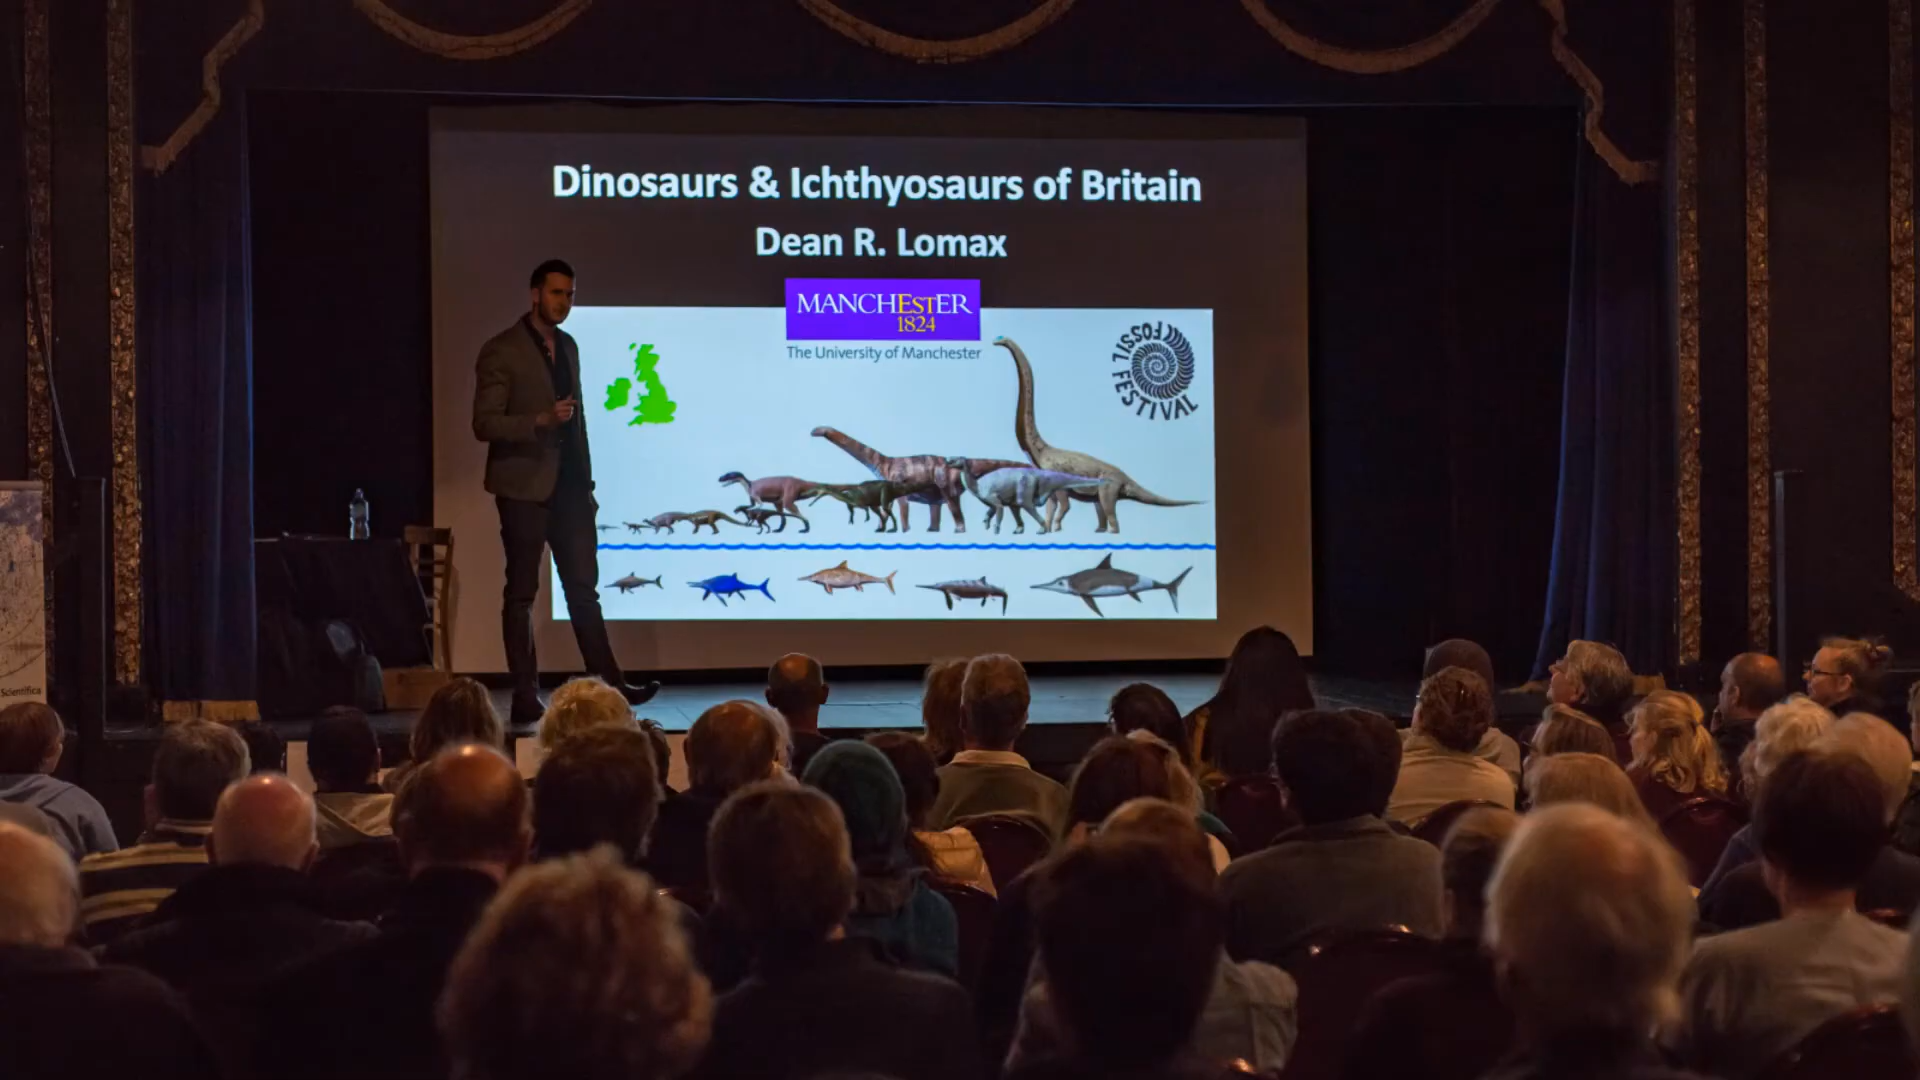 Dinosaurs & Ichthyosaurs of Britain
Dean R. Lomax
MANCHESTER
1824
The University of Manchester
FOSSIL FESTIVAL
Scientifica